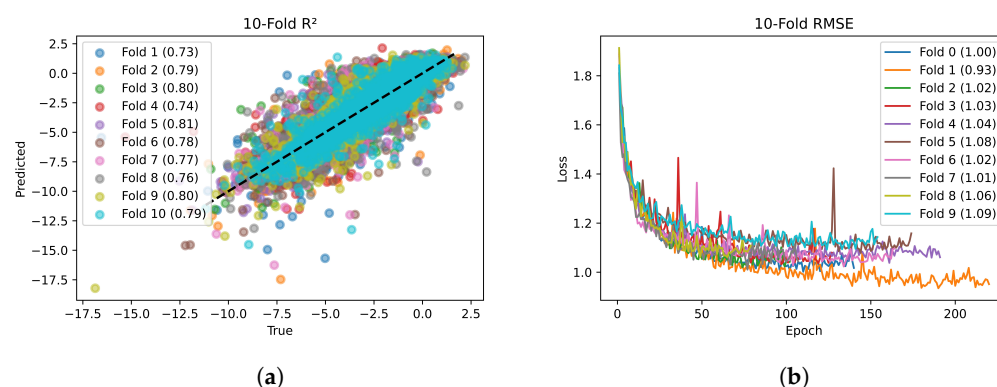 10-Fold R²
2.5
0.0
−2.5
−5.0
−7.5
−10.0
−12.5
−15.0
−17.5
Predicted
Fold 1 (0.73)
Fold 2 (0.79)
Fold 3 (0.80)
Fold 4 (0.74)
Fold 5 (0.81)
Fold 6 (0.78)
Fold 7 (0.77)
Fold 8 (0.76)
Fold 9 (0.80)
Fold 10 (0.79)
−17.5 −15.0 −12.5 −10.0 −7.5 −5.0 −2.5 0.0 2.5
True
(a)
10-Fold RMSE
1.8
1.6
1.4
1.2
1.0
Loss
Fold 0 (1.00)
Fold 1 (0.93)
Fold 2 (1.02)
Fold 3 (1.03)
Fold 4 (1.04)
Fold 5 (1.08)
Fold 6 (1.02)
Fold 7 (1.01)
Fold 8 (1.06)
Fold 9 (1.09)
0 50 100 150 200
Epoch
(b)